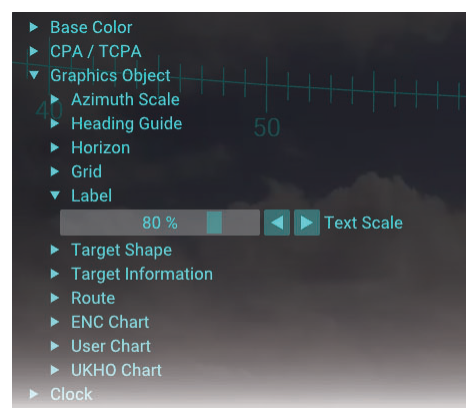 Base Color
CPA / TCPA
Graphics Object
40
Azimuth Scale
Heading Guide
50
Horizon
Grid
Label
80 % Text Scale
Target Shape
Target Information
Route
ENC Chart
User Chart
UKHO Chart
Clock